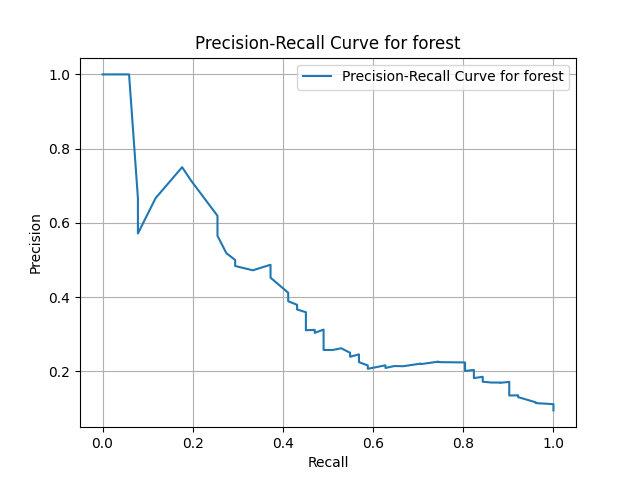 Precision-Recall Curve for forest
Precision-Recall Curve for forest
1.0
0.8
0.6
0.4
0.2
Precision
0.0 0.2 0.4 0.6 0.8 1.0
Recall